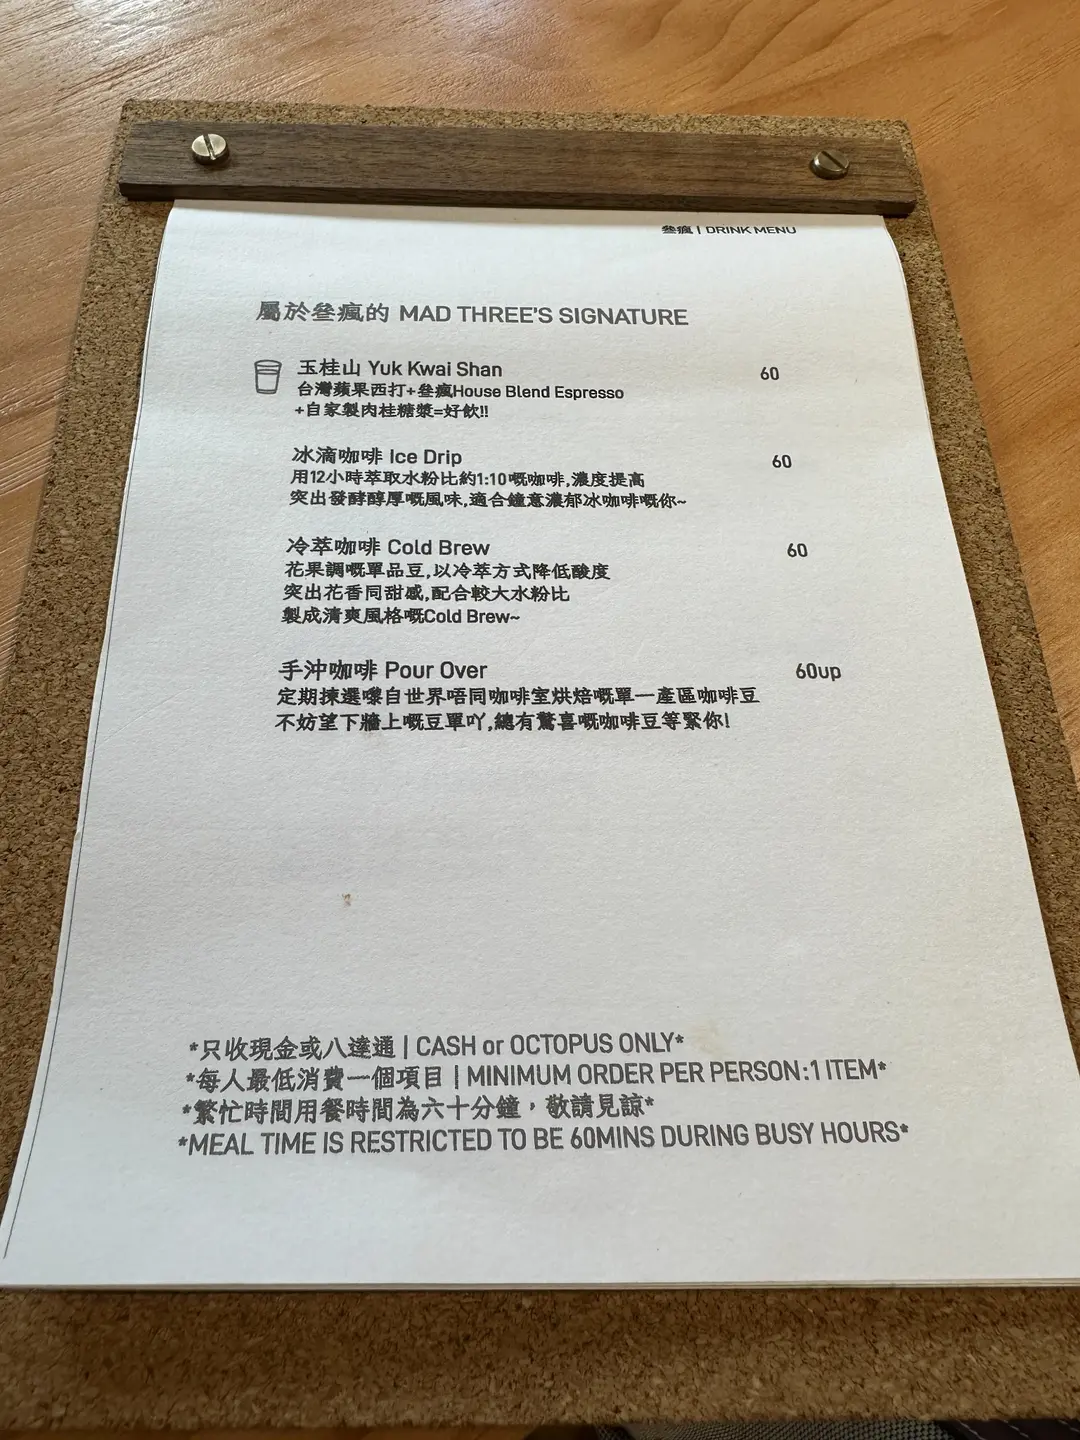 叄瘋 | DRINK MENU
屬於叄瘋的 MAD THREE'S SIGNATURE
玉桂山 Yuk Kwai Shan 60
台灣蘋果西打+叄瘋House Blend Espresso
+自家製肉桂糖漿=好飲!!
冰滴咖啡 Ice Drip 60
用12小時萃取水粉比約1:10嘅咖啡,濃度提高
突出發酵醇厚嘅風味,適合鐘意濃郁冰咖啡嘅你~
冷萃咖啡 Cold Brew 60
花果調嘅單品豆,以冷萃方式降低酸度
突出花香同甜感,配合較大水粉比
製成清爽風格嘅Cold Brew~
手沖咖啡 Pour Over 60up
定期揀選嚟自世界唔同咖啡室烘焙嘅單一產區咖啡豆
不妨望下牆上嘅豆單吖,總有驚喜嘅咖啡豆等緊你!
*只收現金或八達通 | CASH or OCTOPUS ONLY*
*每人最低消費一個項目 | MINIMUM ORDER PER PERSON:1 ITEM*
*繁忙時間用餐時間為六十分鐘，敬請見諒*
*MEAL TIME IS RESTRICTED TO BE 60MINS DURING BUSY HOURS*